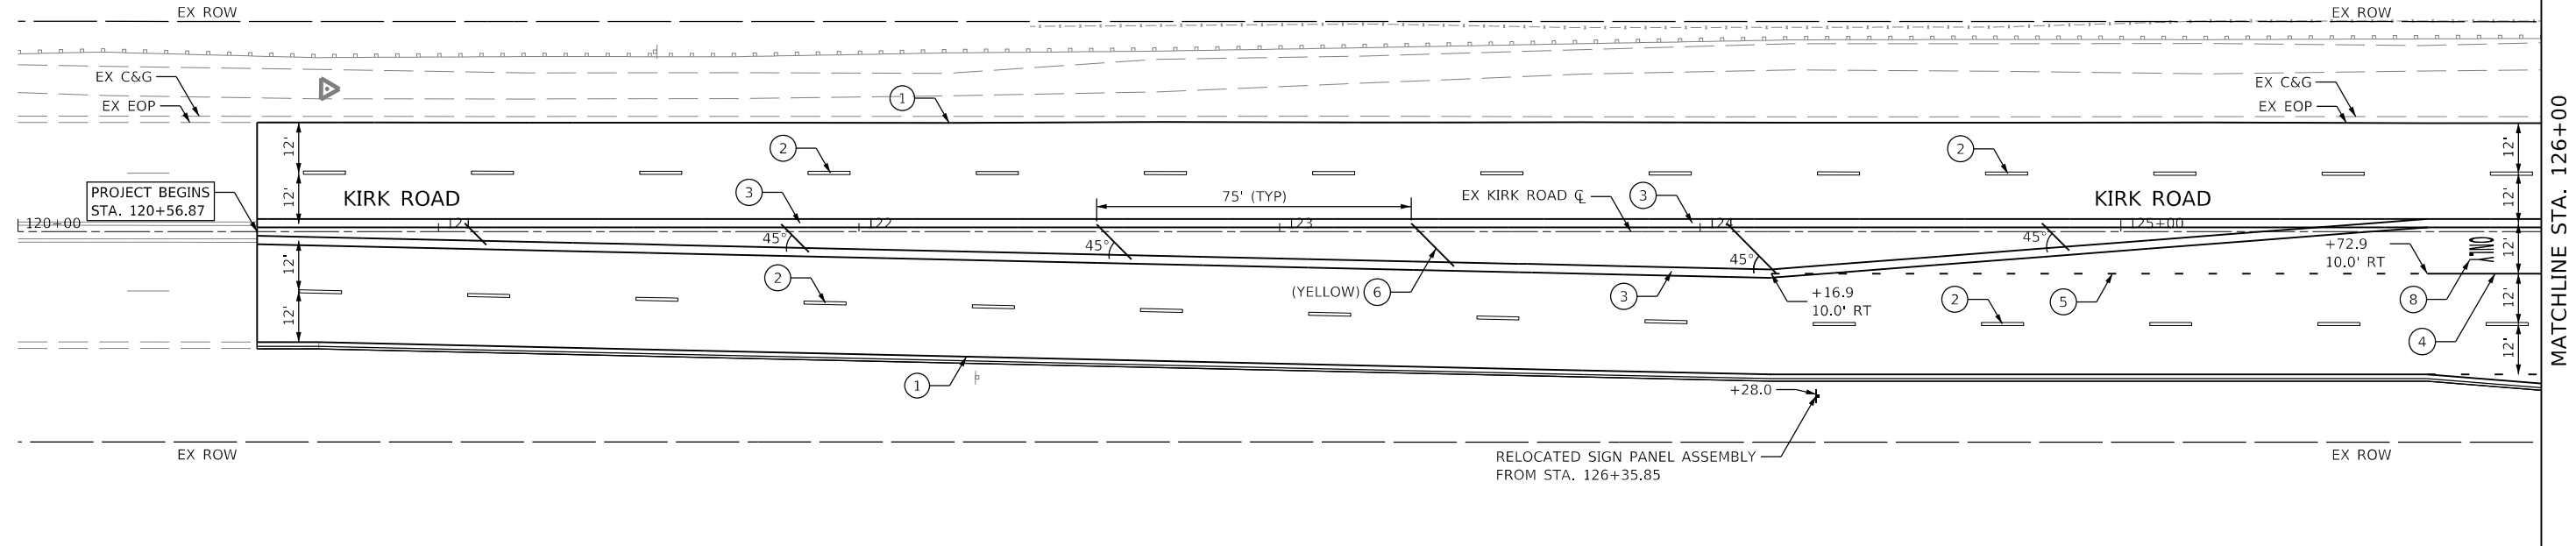 EX ROW
EX ROW
EX C&G
EX EOP
1
EX C&G
EX EOP
MATCHLINE STA. 126+00
12'
2
2
12'
PROJECT BEGINS
STA. 120+56.87
KIRK ROAD
12'
3
75' (TYP)
EX KIRK ROAD ℄
3
KIRK ROAD
12'
120+00
121
122
123
124
125+00
45°
45°
45°
45°
+72.9
10.0' RT
12'
12'
2
(YELLOW)
6
3
+16.9
10.0' RT
2
5
8
12'
12'
4
12'
1
+28.0
EX ROW
RELOCATED SIGN PANEL ASSEMBLY
FROM STA. 126+35.85
EX ROW